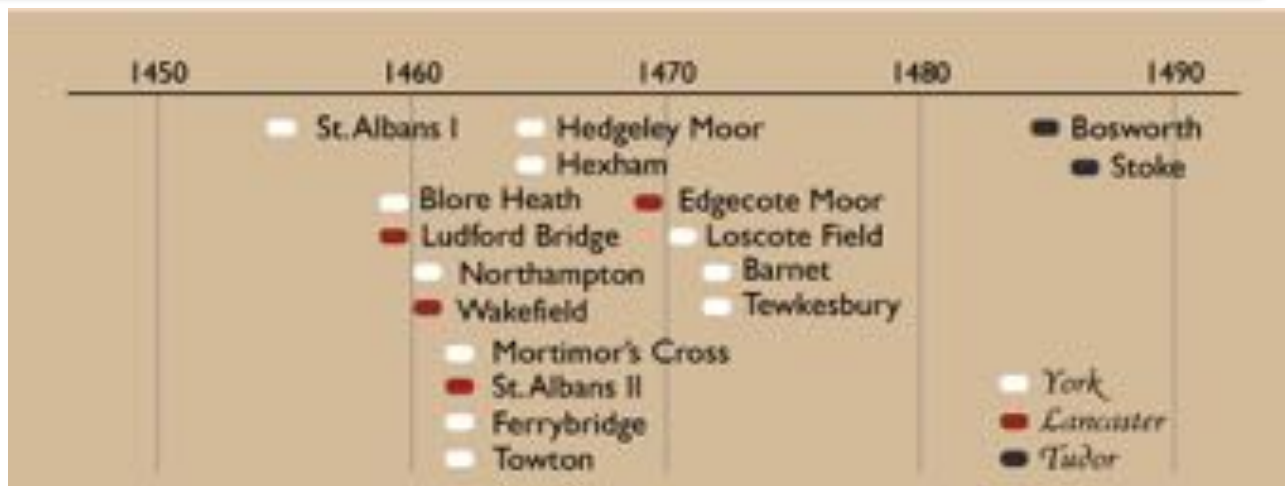 1450 1460 1470 1480 1490
St. Albans I Hedgeley Moor Bosworth
Hexham Stoke
Blore Heath Edgecote Moor
Ludford Bridge Loscote Field
Northampton Barnet
Wakefield Tewkesbury
Mortimor's Cross
York
St. Albans II
Lancaster
Ferrybridge
Towton Tudor